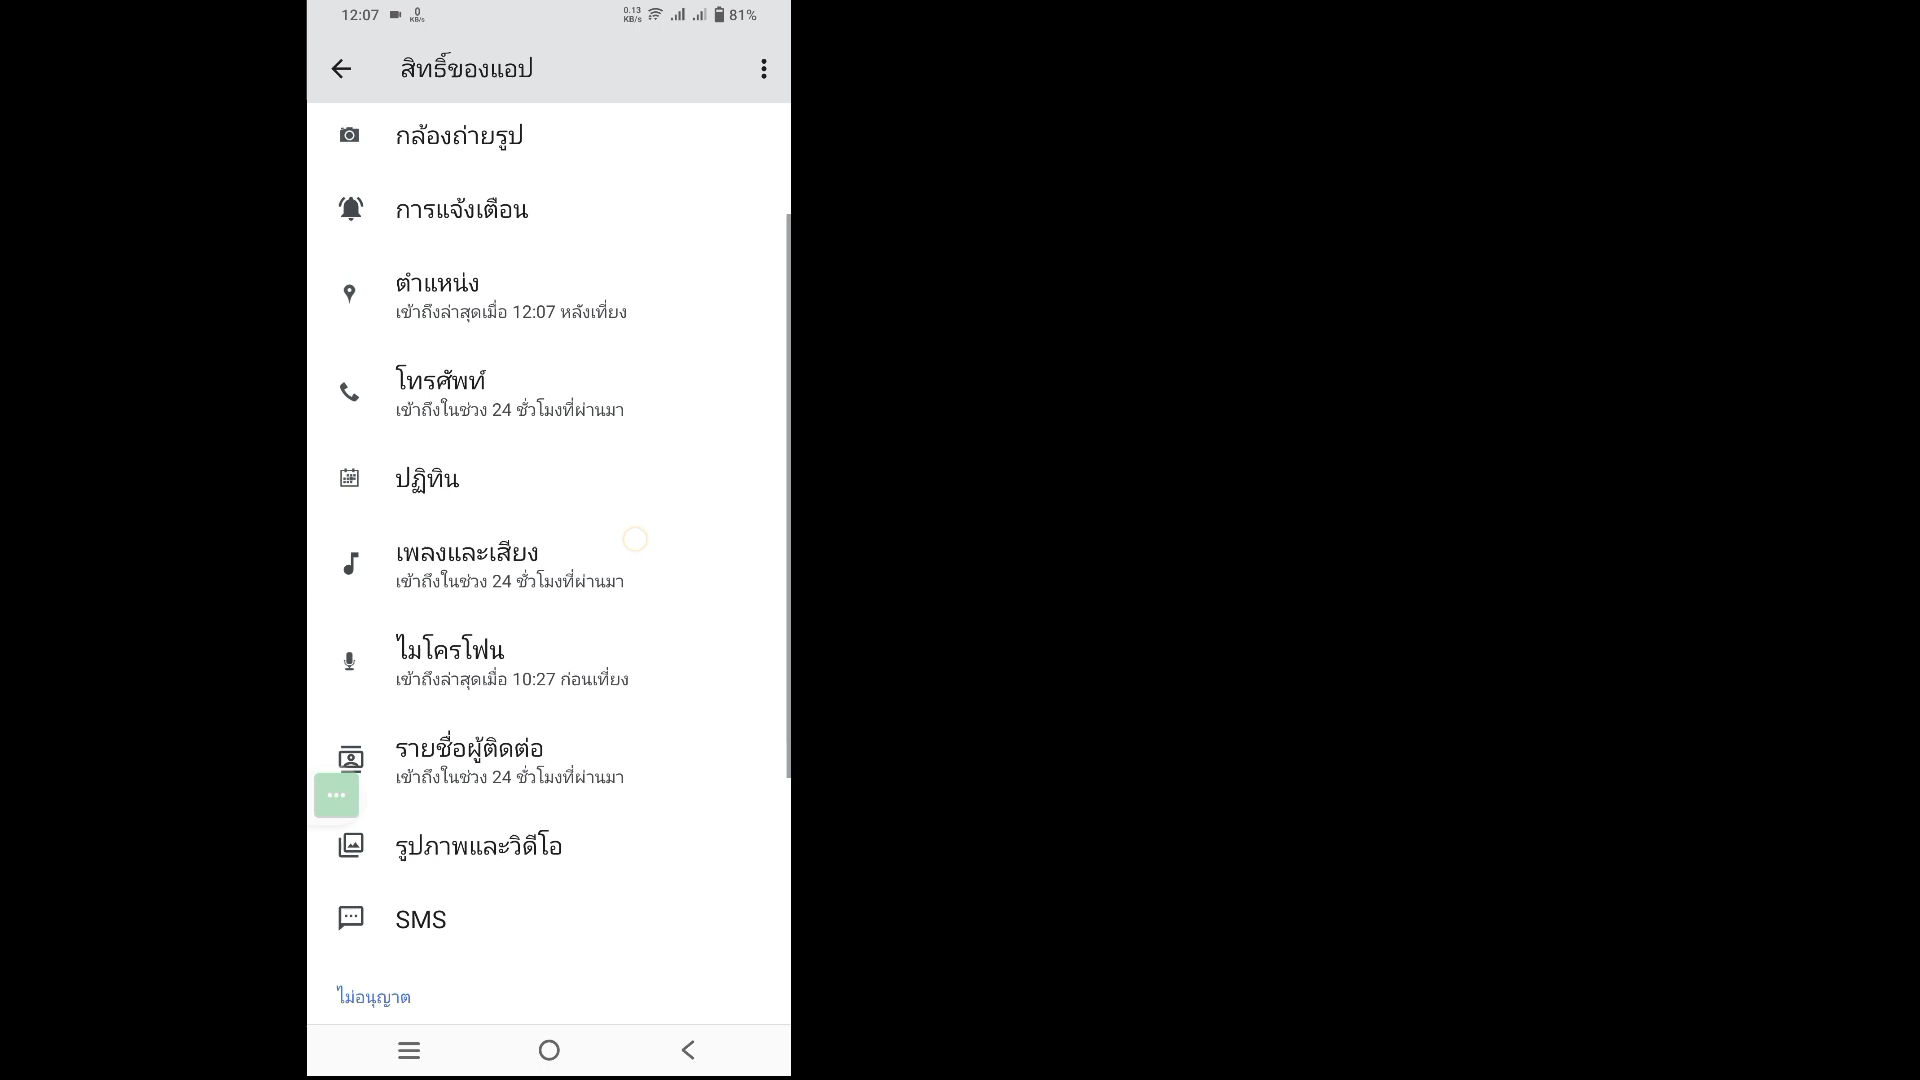 12:07 0 KB/s 0.13 KB/s 81%
สิทธิ์ของแอป
กล้องถ่ายรูป
การแจ้งเตือน
ตำแหน่ง
เข้าถึงล่าสุดเมื่อ 12:07 หลังเที่ยง
โทรศัพท์
เข้าถึงในช่วง 24 ชั่วโมงที่ผ่านมา
ปฏิทิน
เพลงและเสียง
เข้าถึงในช่วง 24 ชั่วโมงที่ผ่านมา
ไมโครโฟน
เข้าถึงล่าสุดเมื่อ 10:27 ก่อนเที่ยง
รายชื่อผู้ติดต่อ
เข้าถึงในช่วง 24 ชั่วโมงที่ผ่านมา
รูปภาพและวิดีโอ
SMS
ไม่อนุญาต